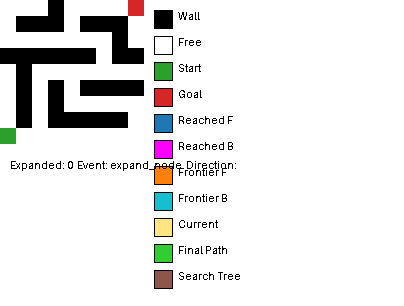 Wall
Free
Start
Goal
Reached F
Reached B
Expanded: 0 Event: expand_node Direction:
Frontier F
Frontier B
Current
Final Path
Search Tree